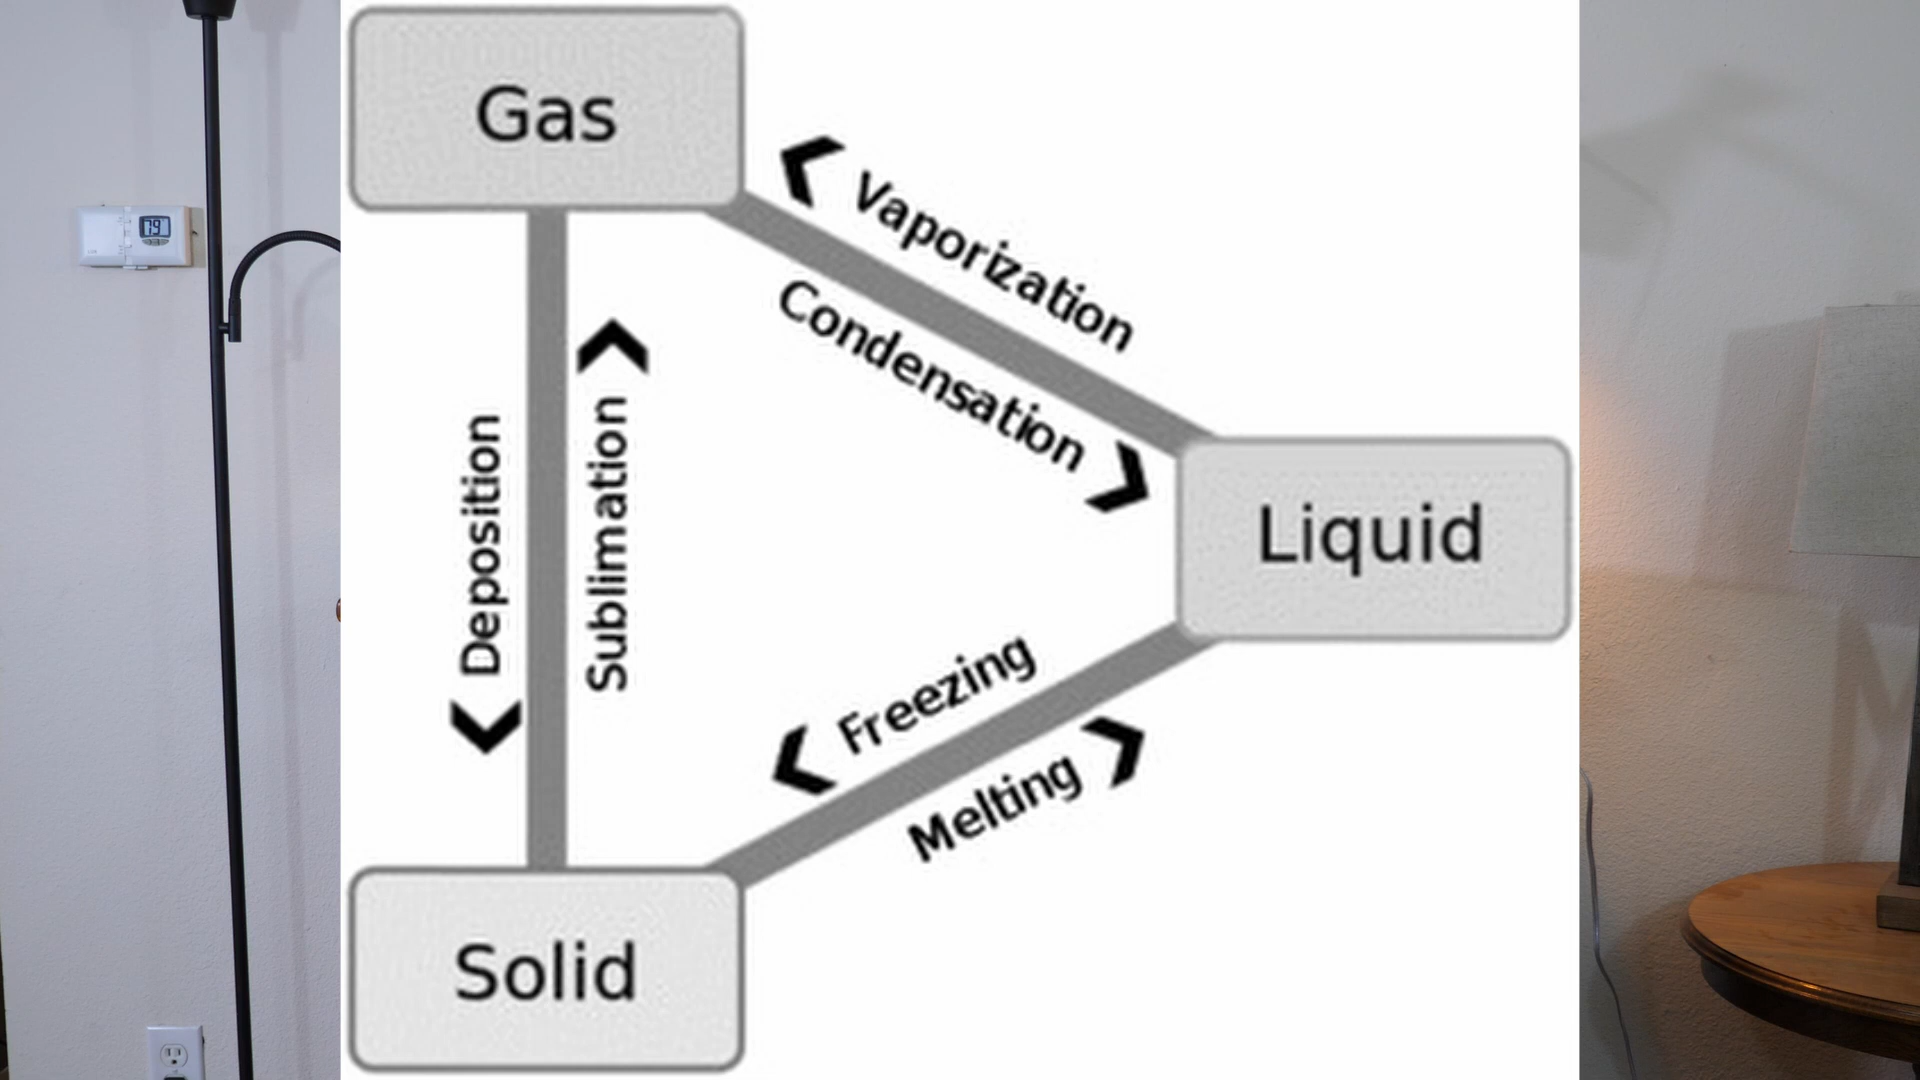 Gas
Vaporization
Condensation
Deposition
Sublimation
Liquid
Freezing
Melting
Solid
79